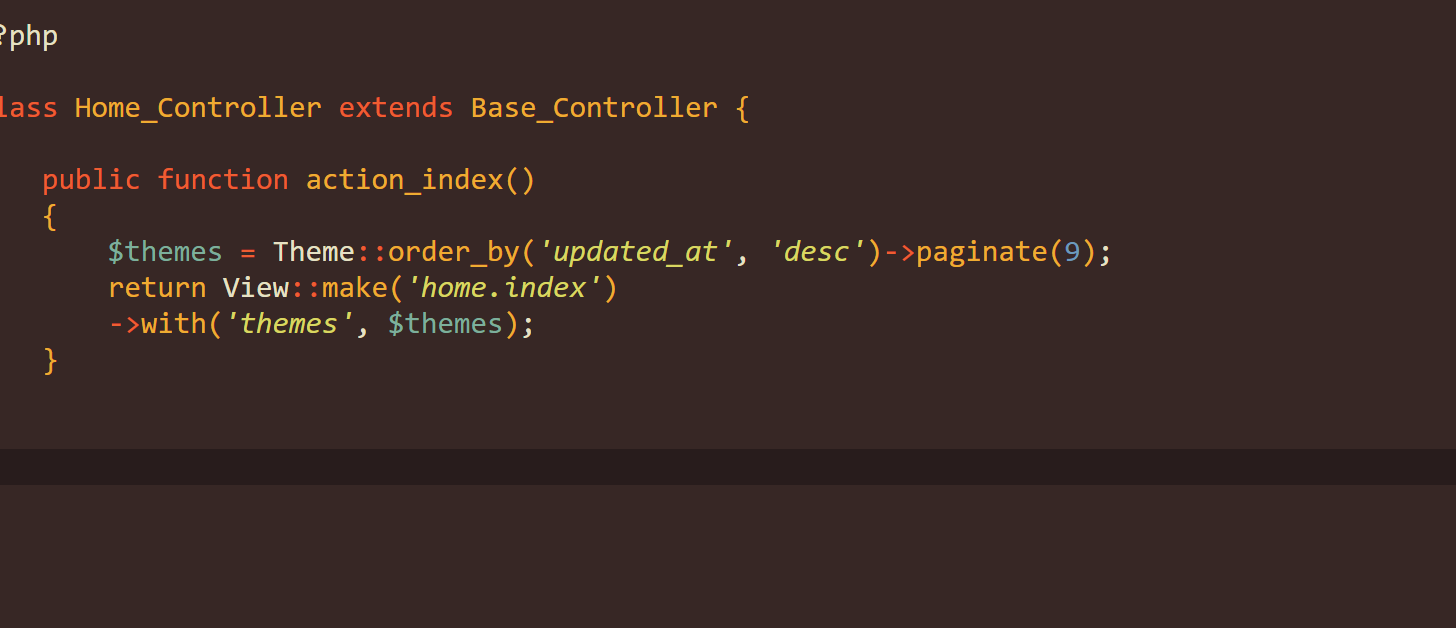 ?php
lass Home_Controller extends Base_Controller {
public function action_index()
{
$themes = Theme::order_by('updated_at', 'desc')->paginate(9);
return View::make('home.index')
->with('themes', $themes);
}